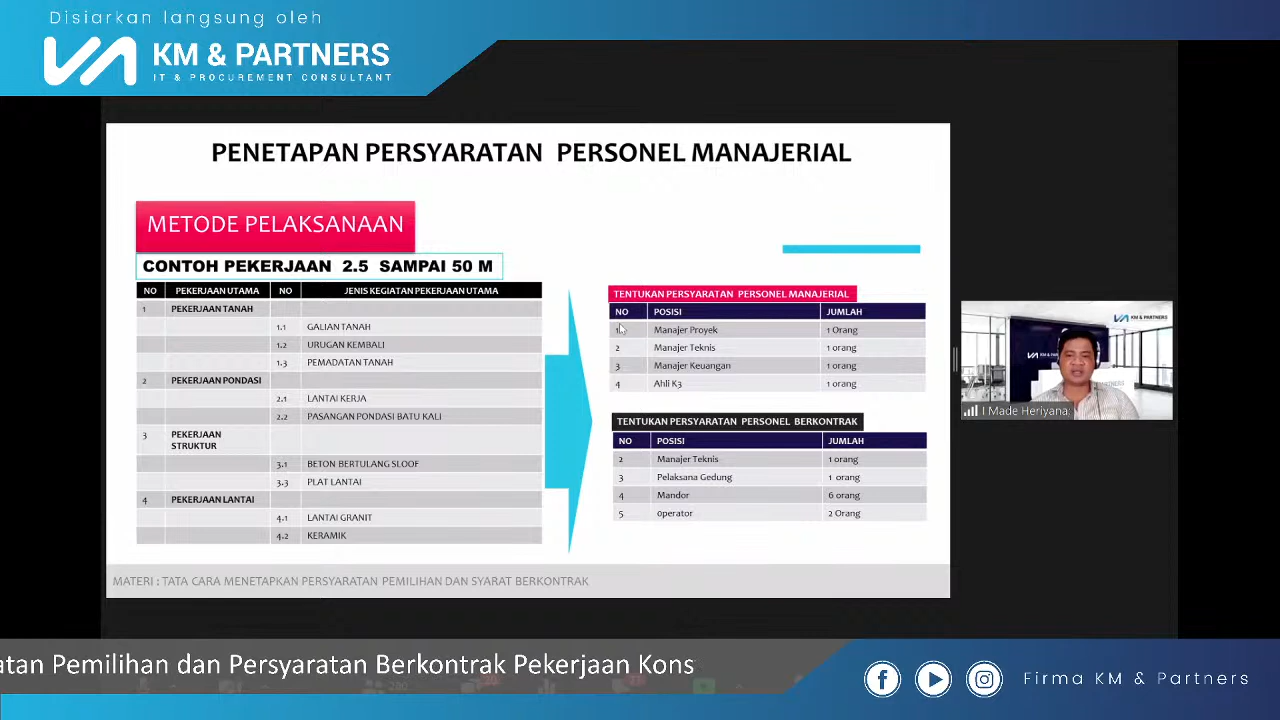 Disiarkan langsung oleh
KM & PARTNERS
IT & PROCUREMENT CONSULTANT
PENETAPAN PERSYARATAN PERSONEL MANAJERIAL
METODE PELAKSANAAN
CONTOH PEKERJAAN 2.5 SAMPAI 50 M
NO PEKERJAAN UTAMA NO JENIS KEGIATAN PEKERJAAN UTAMA
1 PEKERJAAN TANAH
1.1 GALIAN TANAH
1.2 URUGAN KEMBALI
1.3 PEMADATAN TANAH
2 PEKERJAAN PONDASI
2.1 LANTAI KERJA
2.2 PASANGAN PONDASI BATU KALI
3 PEKERJAAN
STRUKTUR
3.1 BETON BERTULANG SLOOF
3.3 PLAT LANTAI
4 PEKERJAAN LANTAI
4.1 LANTAI GRANIT
4.2 KERAMIK
TENTUKAN PERSYARATAN PERSONEL MANAJERIAL
NO POSISI JUMLAH
1 Manajer Proyek 1 Orang
2 Manajer Teknis 1 orang
3 Manajer Keuangan 1 orang
4 Ahli K3 1 orang
TENTUKAN PERSYARATAN PERSONEL BERKONTRAK
NO POSISI JUMLAH
2 Manajer Teknis 1 orang
3 Pelaksana Gedung 1 orang
4 Mandor 6 orang
5 0perator 2 Orang
MATERI : TATA CARA MENETAPKAN PERSYARATAN PEMILIHAN DAN SYARAT BERKONTRAK
KM & PARTNERS
I Made Heriyana:
atan Pemilihan dan Persyaratan Berkontrak Pekerjaan Kons
Firma KM & Partners